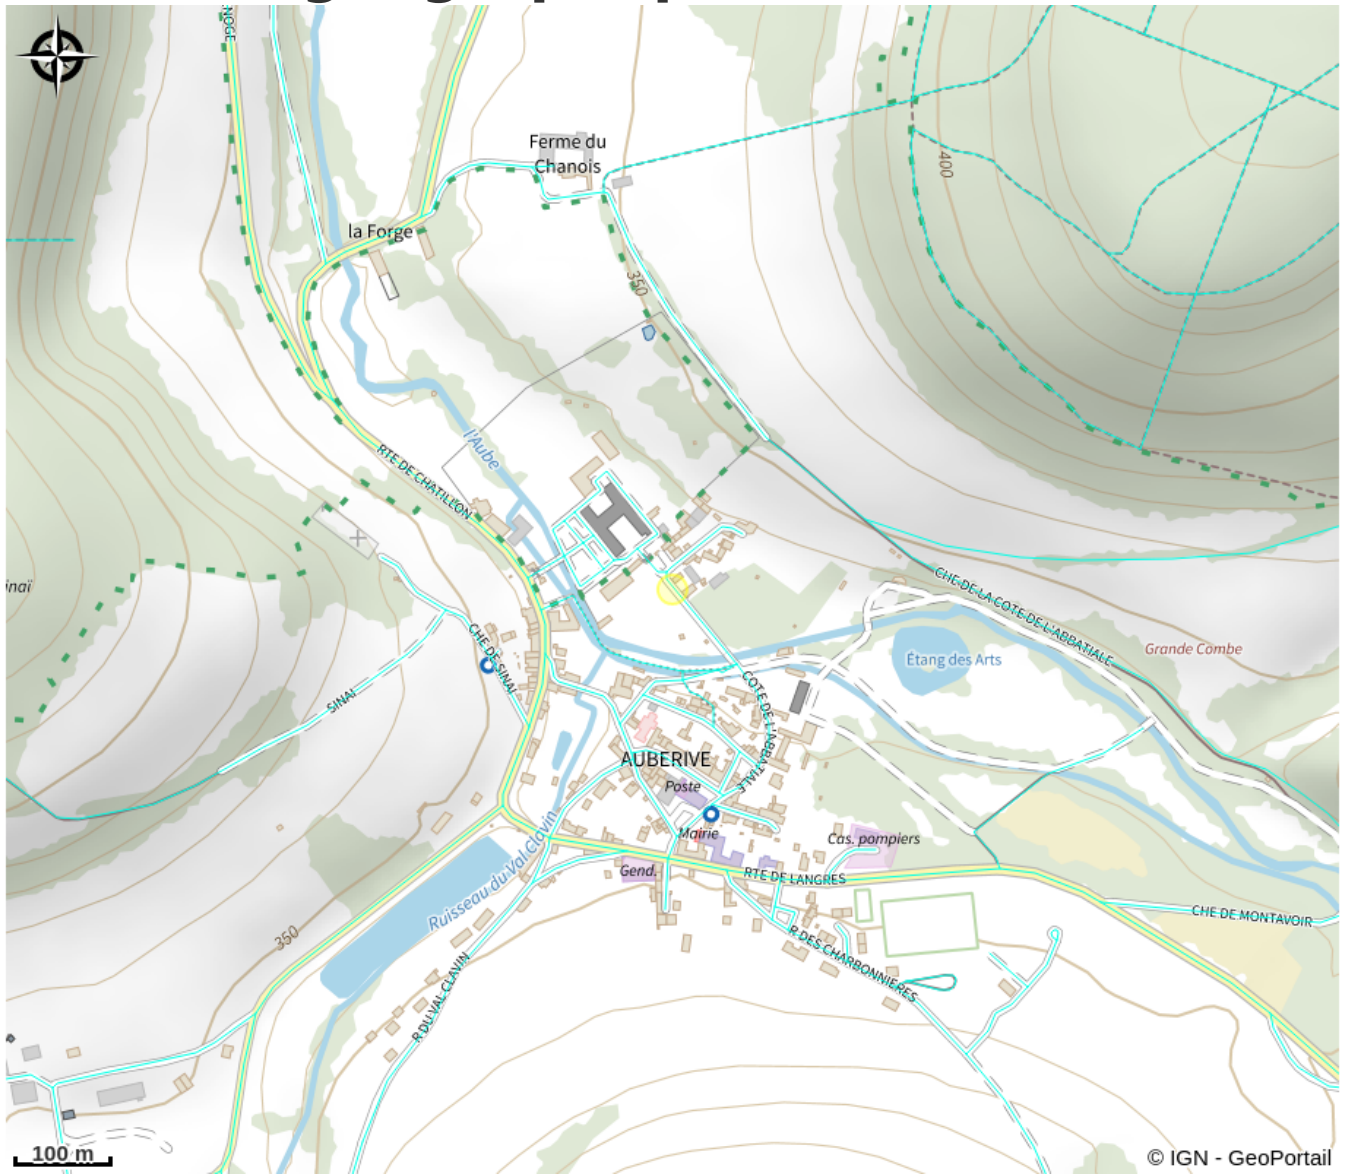 NOGE
Ferme du
Chanois
400
la Forge
350
l'Aube
RTE DE CHATILLON
inaï
CHE DE LA COTE DE L'ABBATIALE
Grande Combe
Étang des Arts
CHE DE SINAI
SINAI
COTE DE L'ABBATIALE
AUBERIVE
Poste
Mairie
Cas. pompiers
Gend.
RTE DE LANGRES
Ruisseau du Val Clavin
CHE DE MONTAVOIR
350
R DES CHARBONNIERES
R DU VAL CLAVIN
100 m
© IGN - GeoPortail